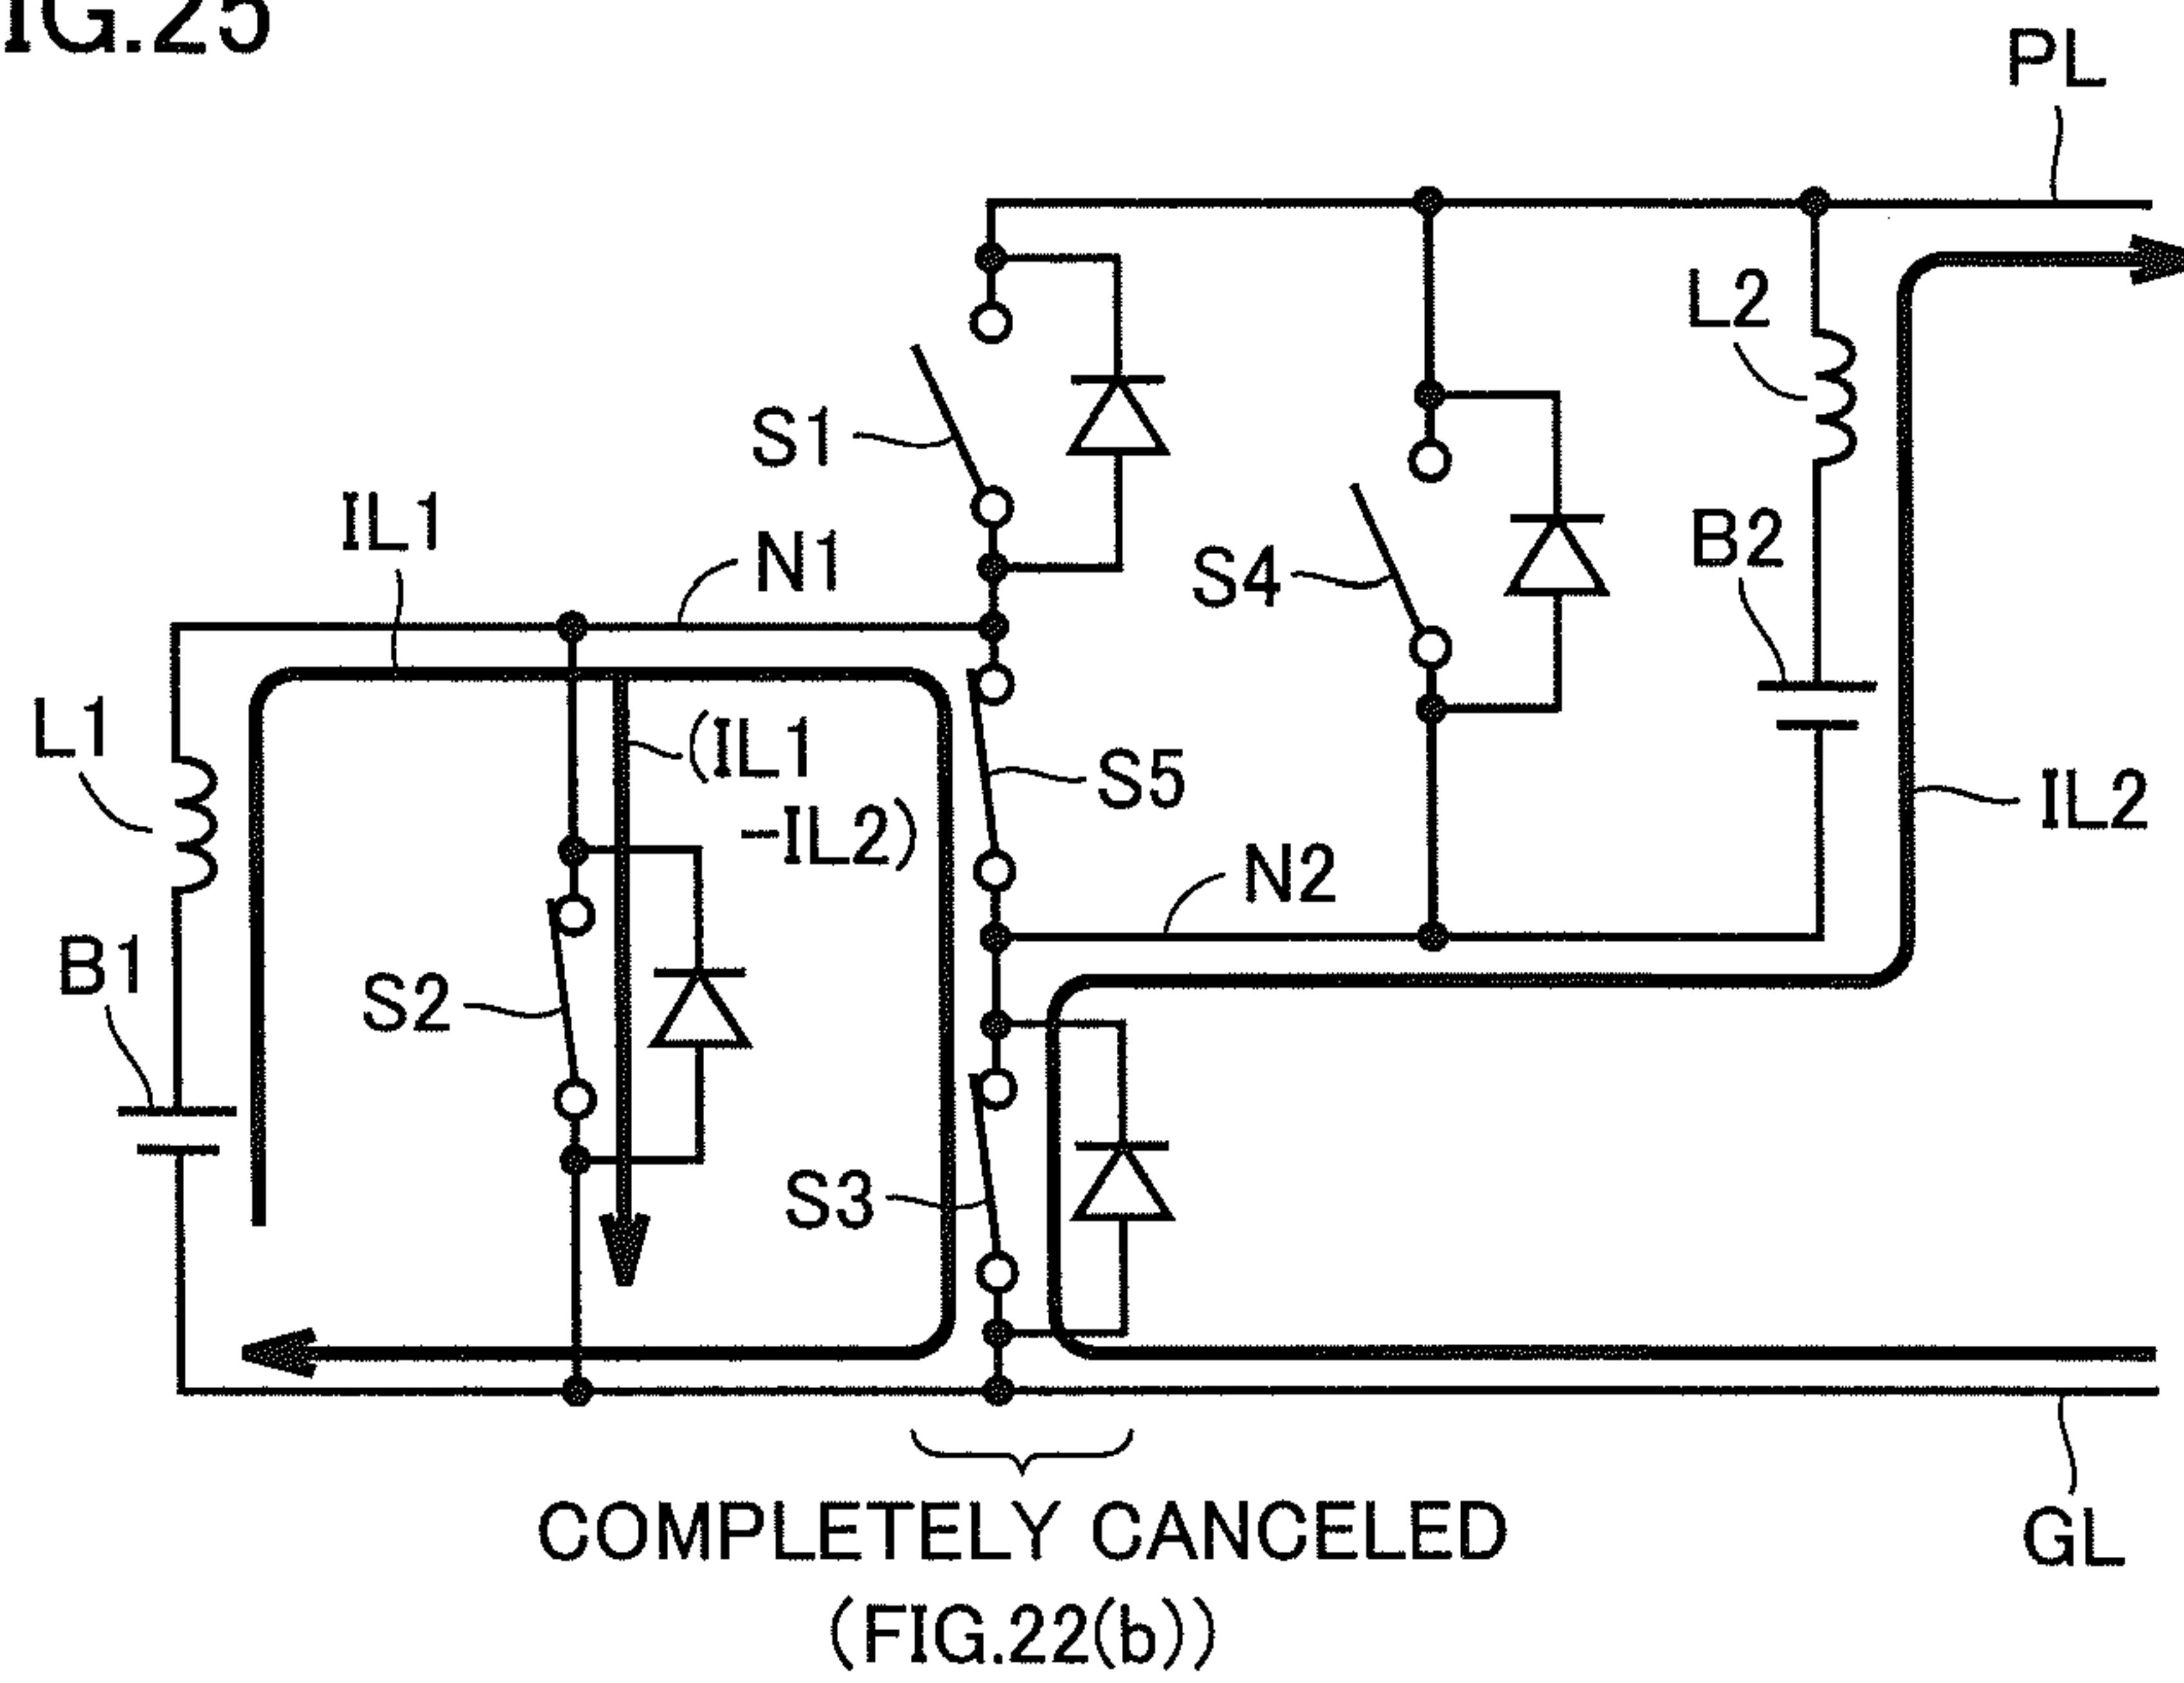 IG.25
PL
L2
S1
IL1
N1
B2
S4
L1
(IL1
-IL2)
S5
IL2
N2
B1
S2
S3
COMPLETELY CANCELED
(FIG.22(b))
GL